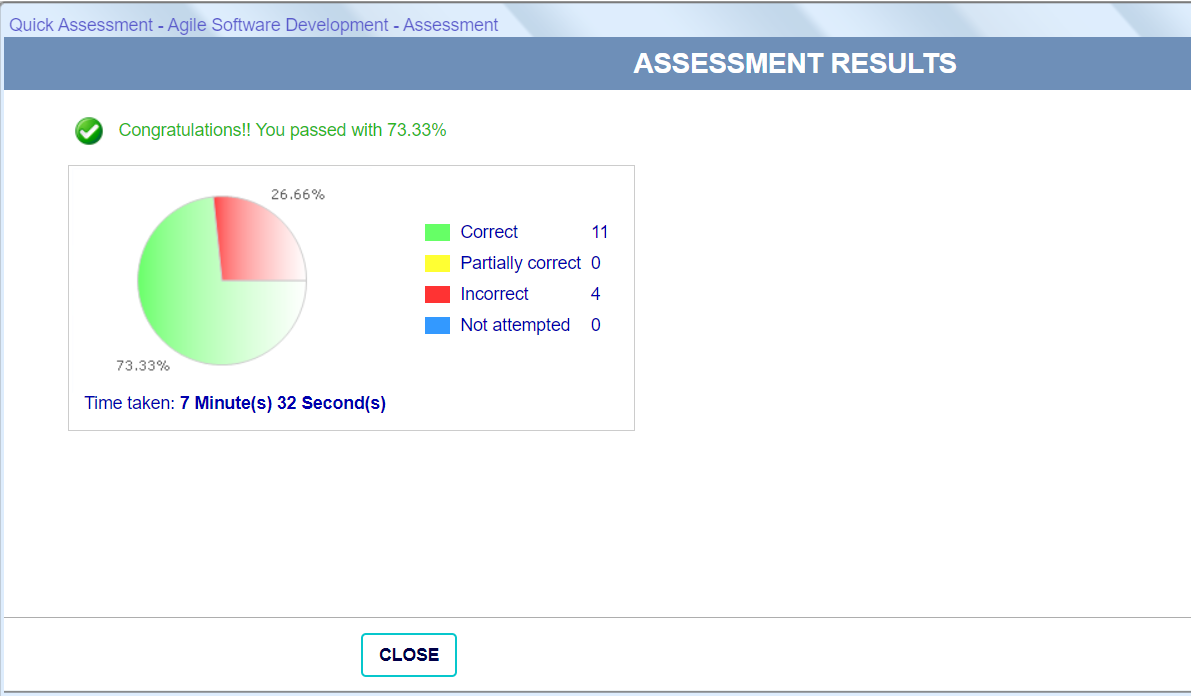 Quick Assessment - Agile Software Development - Assessment
ASSESSMENT RESULTS
Congratulations!! You passed with 73.33%
26.66%
73.33%
Correct 11
Partially correct 0
Incorrect 4
Not attempted 0
Time taken: 7 Minute(s) 32 Second(s)
CLOSE